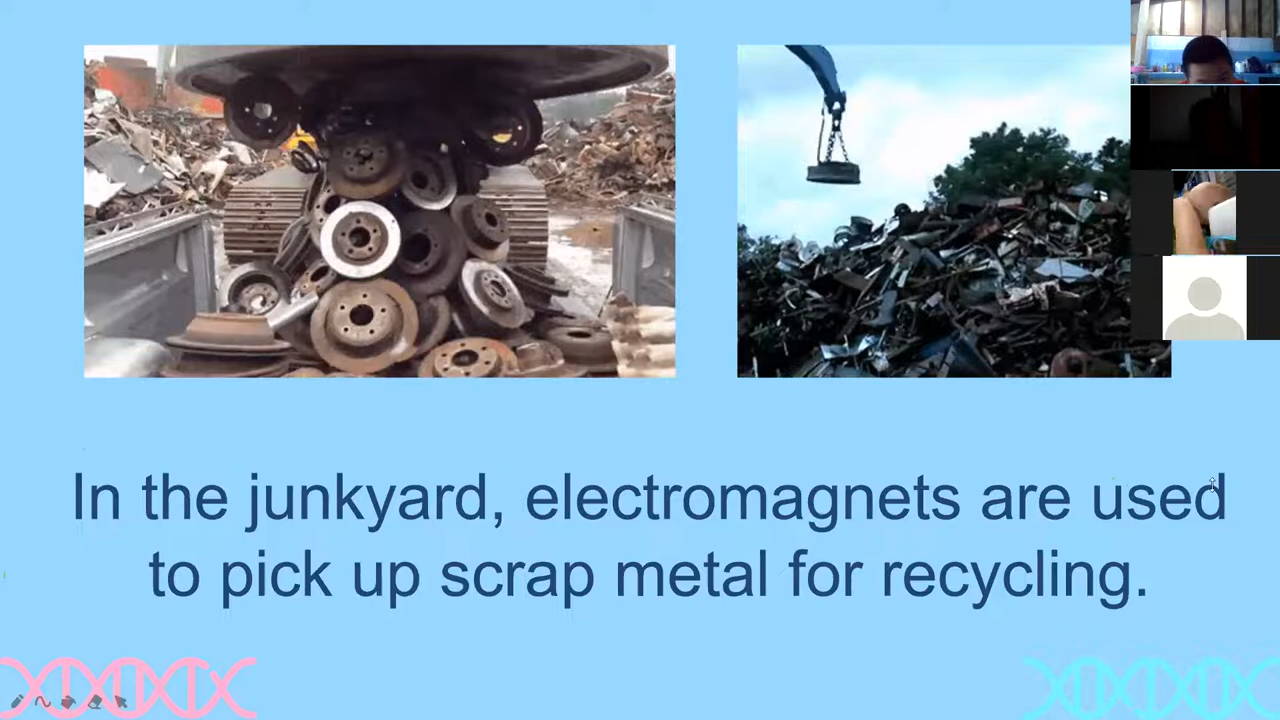 In the junkyard, electromagnets are used
to pick up scrap metal for recycling.